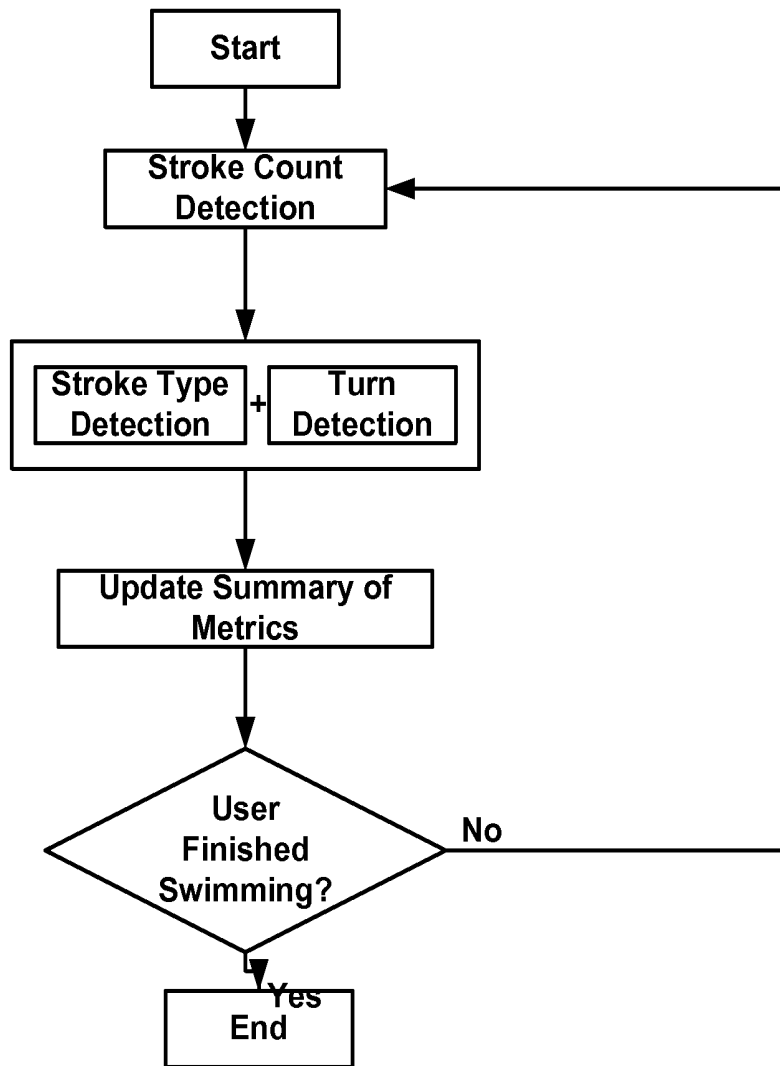 Start
Stroke Count
Detection
Stroke Type
Detection
+
Turn
Detection
Update Summary of
Metrics
User
Finished
Swimming?
No
Yes
End